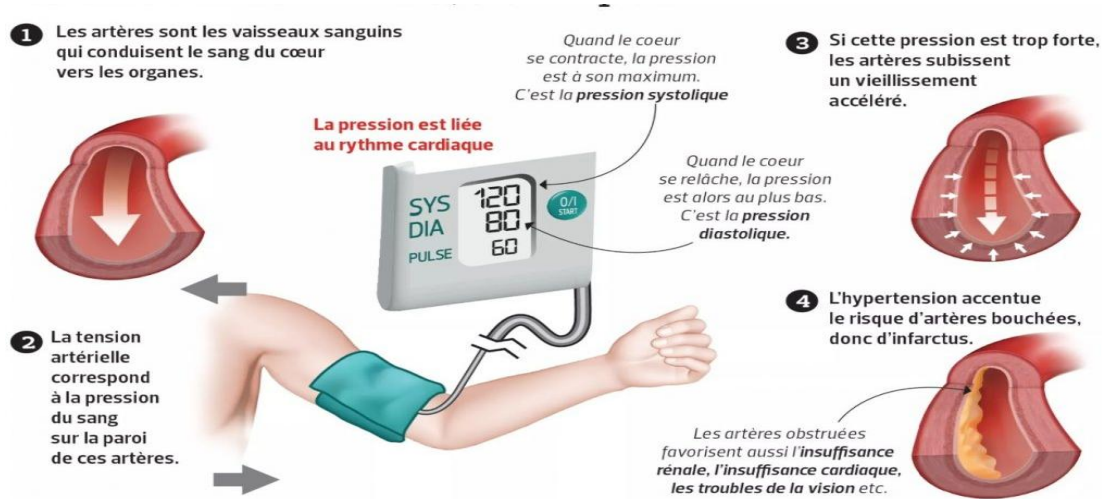 1 Les artères sont les vaisseaux sanguins
qui conduisent le sang du cœur
vers les organes.
Quand le coeur
se contracte, la pression
est à son maximum.
C'est la pression systolique
3 Si cette pression est trop forte,
les artères subissent
un vieillissement
accéléré.
La pression est liée
au rythme cardiaque
SYS 120
DIA 80
PULSE 60
O/I
START
Quand le coeur
se relâche, la pression
est alors au plus bas.
C'est la pression
diastolique.
2 La tension
artérielle
correspond
à la pression
du sang
sur la paroi
de ces artères.
4 L'hypertension accentue
le risque d'artères bouchées,
donc d'infarctus.
Les artères obstruées
favorisent aussi l'insuffisance
rénale, l'insuffisance cardiaque,
les troubles de la vision etc.